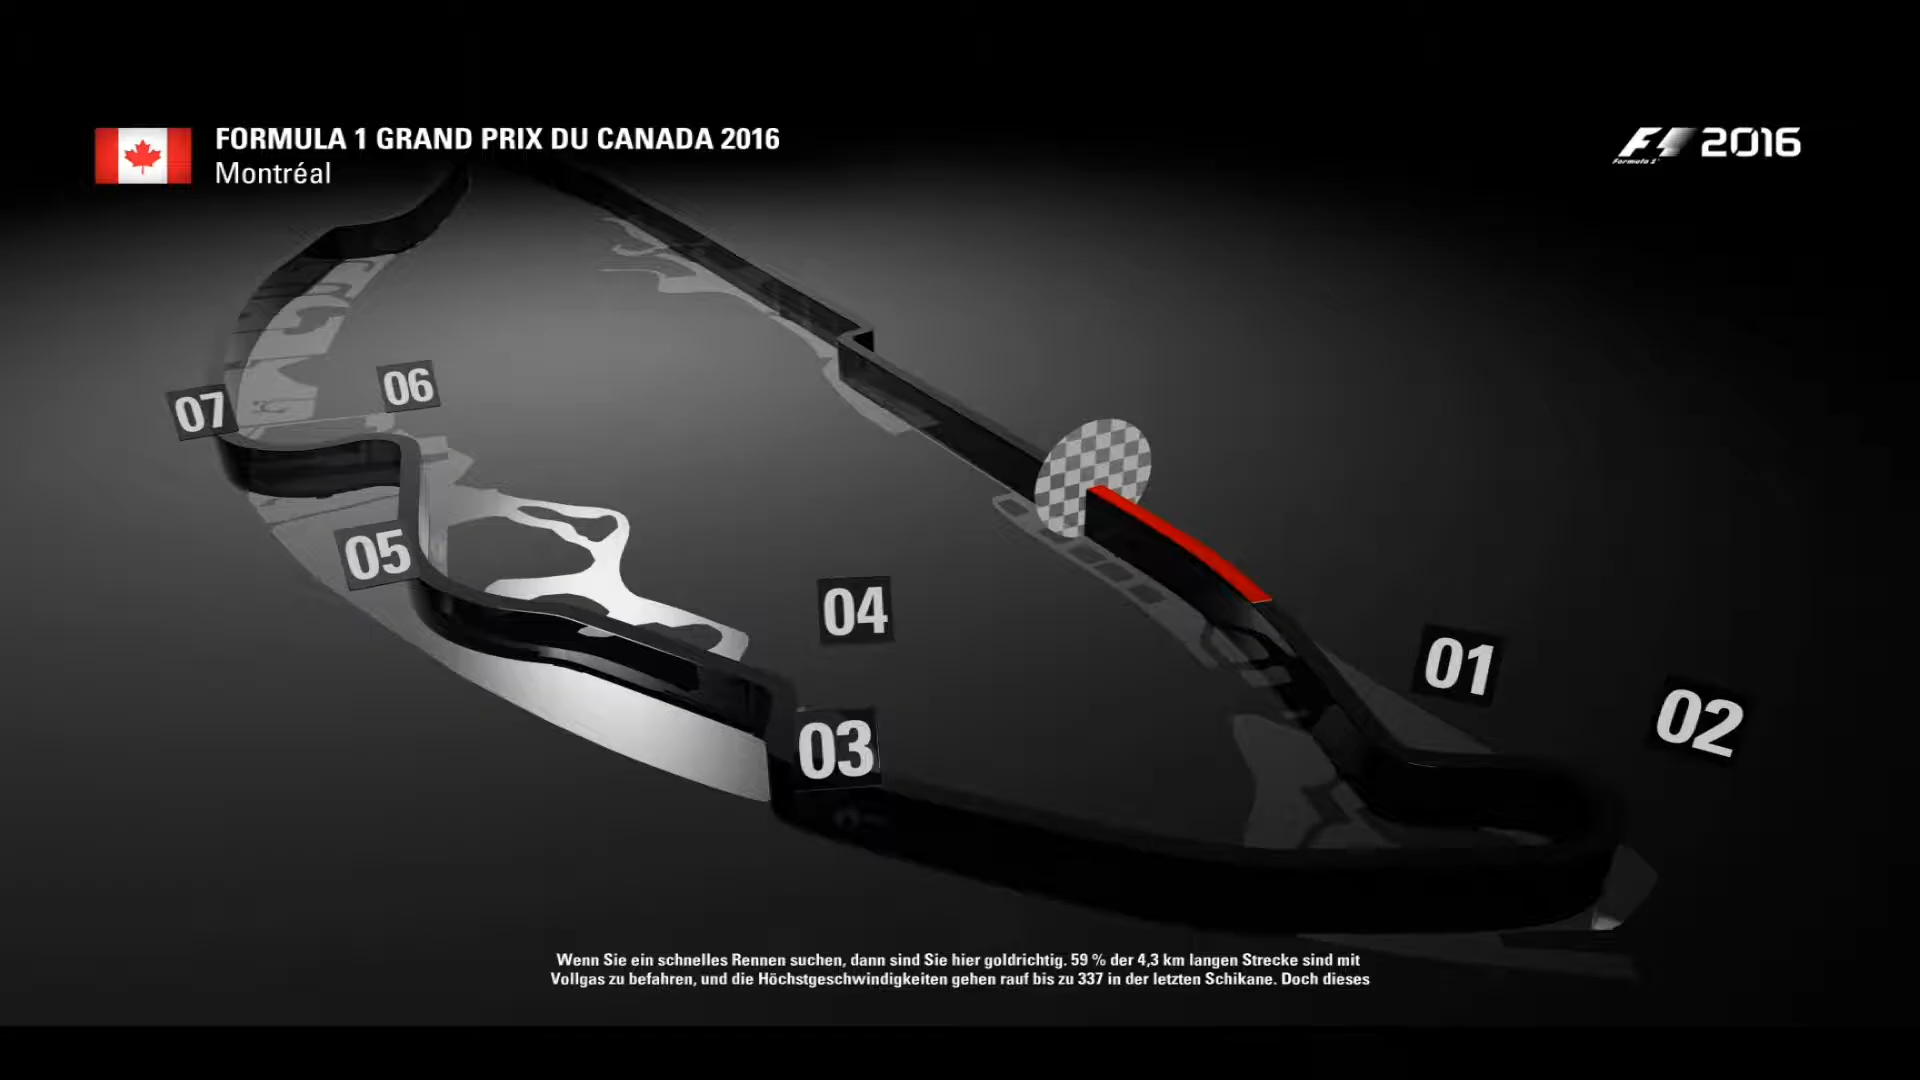 FORMULA 1 GRAND PRIX DU CANADA 2016
Montréal
F1 2016
Formula 1
06
07
05
04
01
02
03
Wenn Sie ein schnelles Rennen suchen, dann sind Sie hier goldrichtig. 59 % der 4,3 km langen Strecke sind mit
Vollgas zu befahren, und die Höchstgeschwindigkeiten gehen rauf bis zu 337 in der letzten Schikane. Doch dieses